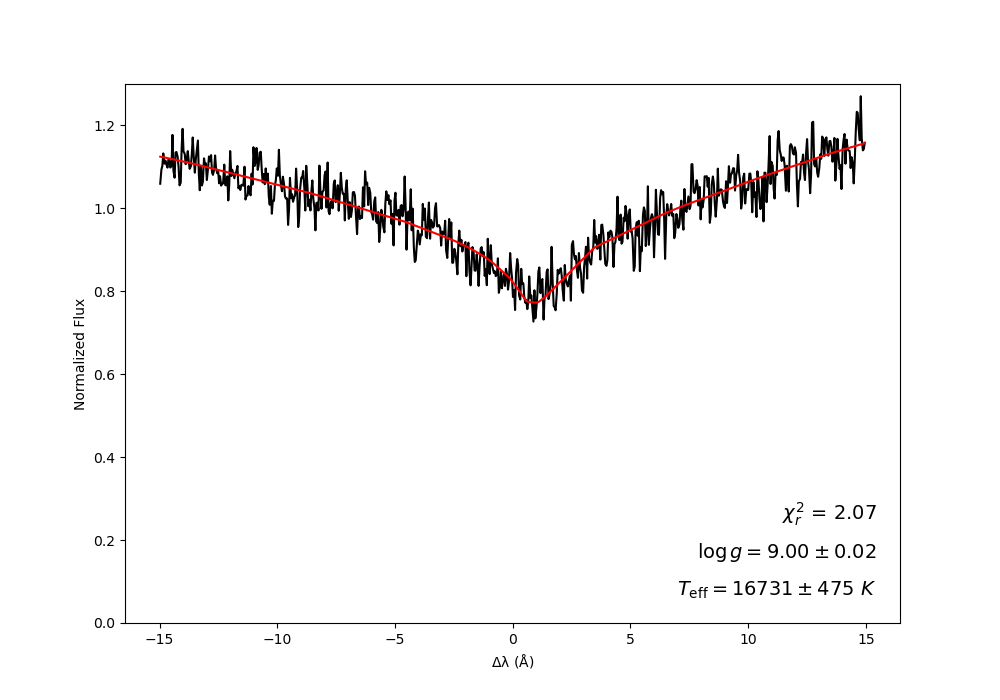 1.2
1.0
0.8
0.6
0.4
0.2
0.0
Normalized Flux
χ²ᵣ = 2.07
log g = 9.00 ± 0.02
T_eff = 16731 ± 475 K
−15 −10 −5 0 5 10 15
Δλ (Å)